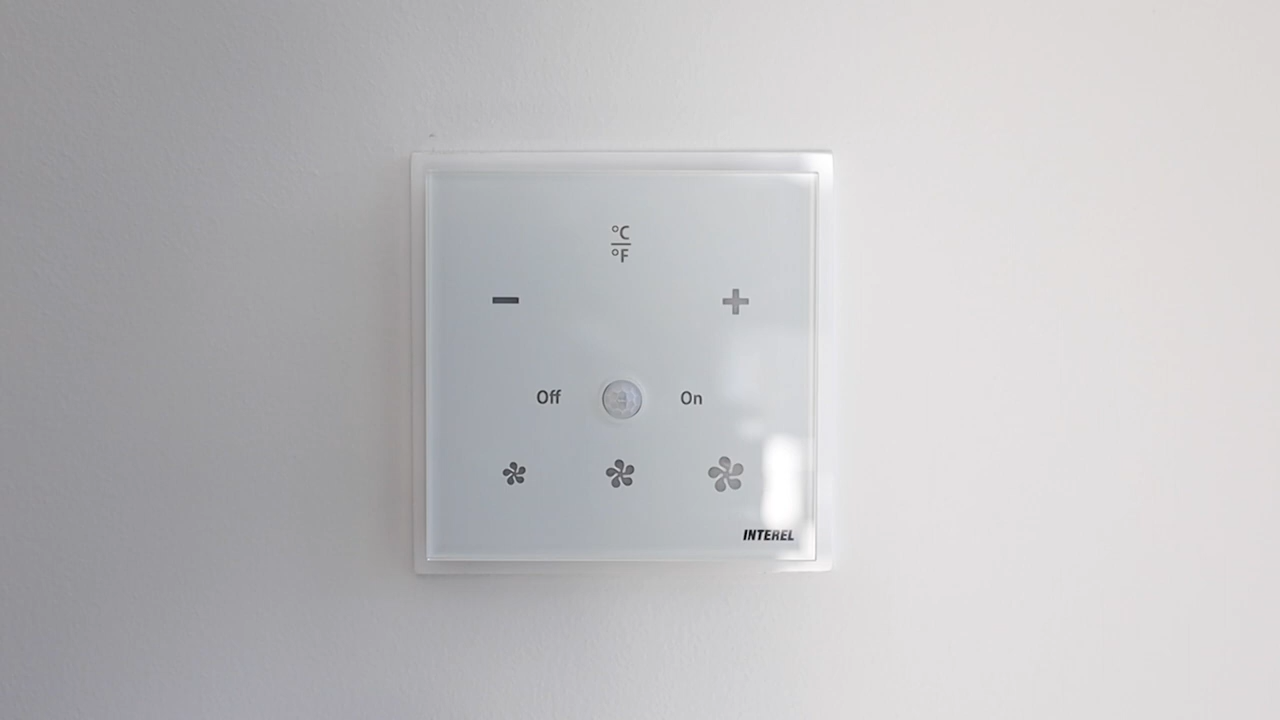 °C
°F
− +
Off On
INTEREL